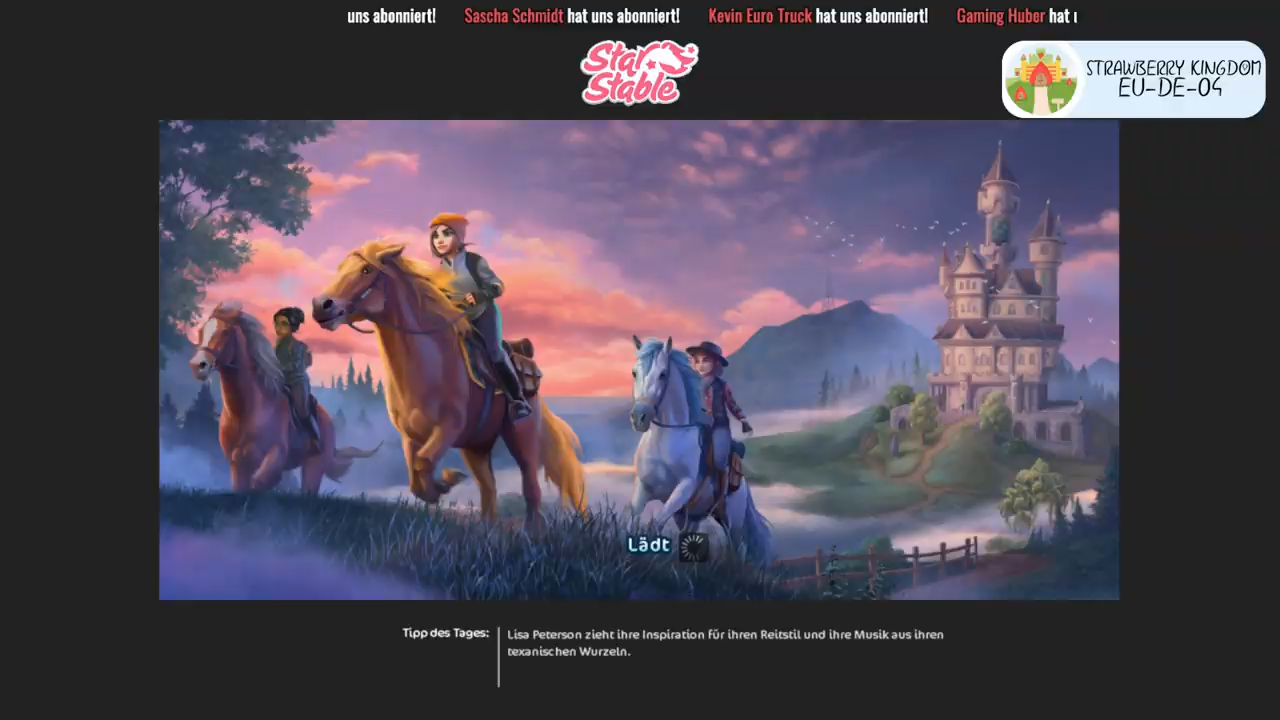 uns abonniert! Sascha Schmidt hat uns abonniert! Kevin Euro Truck hat uns abonniert! Gaming Huber hat
Star
Stable
STRAWBERRY KINGDOM
EU-DE-04
Lädt
Tipp des Tages:
Lisa Peterson zieht ihre Inspiration für ihren Reitstil und ihre Musik aus ihren
texanischen Wurzeln.